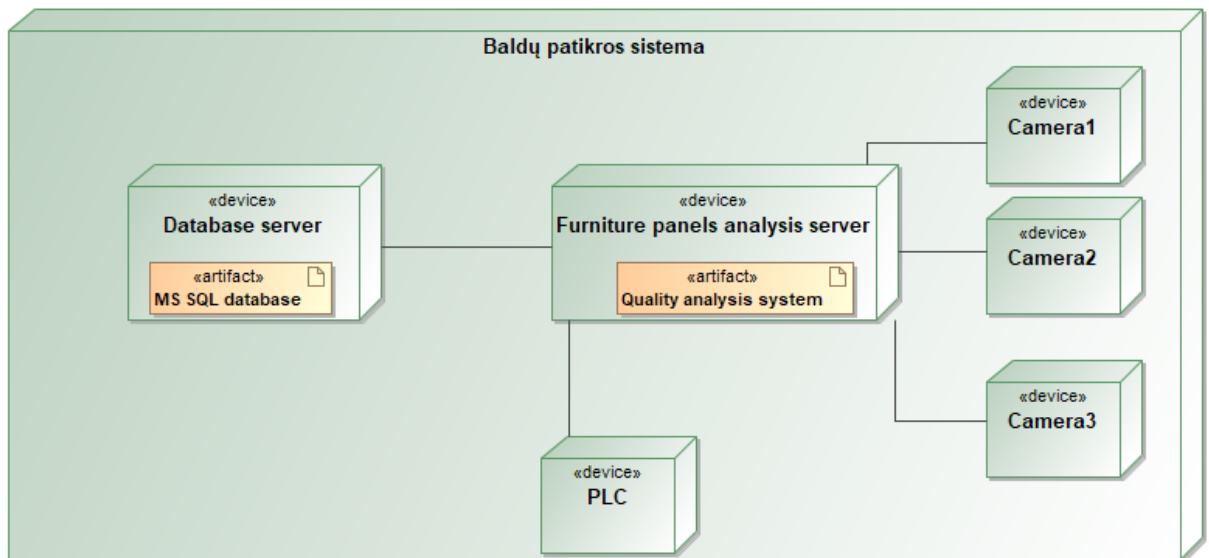 Baldų patikros sistema
«device»
Camera1
«device»
Database server
«artifact»
MS SQL database
«device»
Furniture panels analysis server
«artifact»
Quality analysis system
«device»
Camera2
«device»
Camera3
«device»
PLC